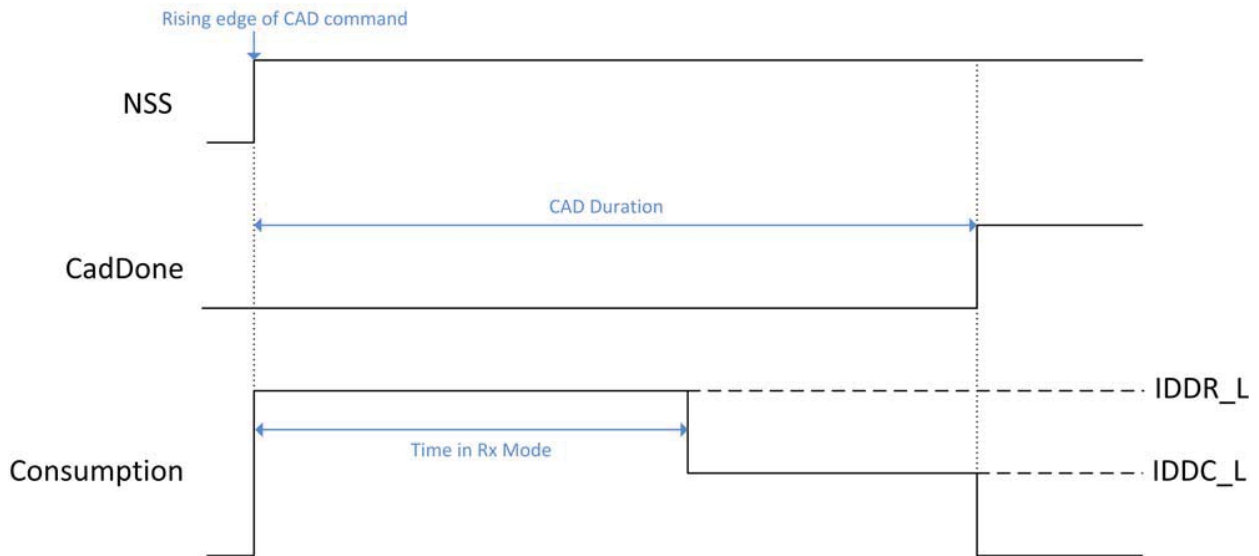 Rising edge of CAD command
NSS
CAD Duration
CadDone
IDDR_L
Time in Rx Mode
Consumption
IDDC_L